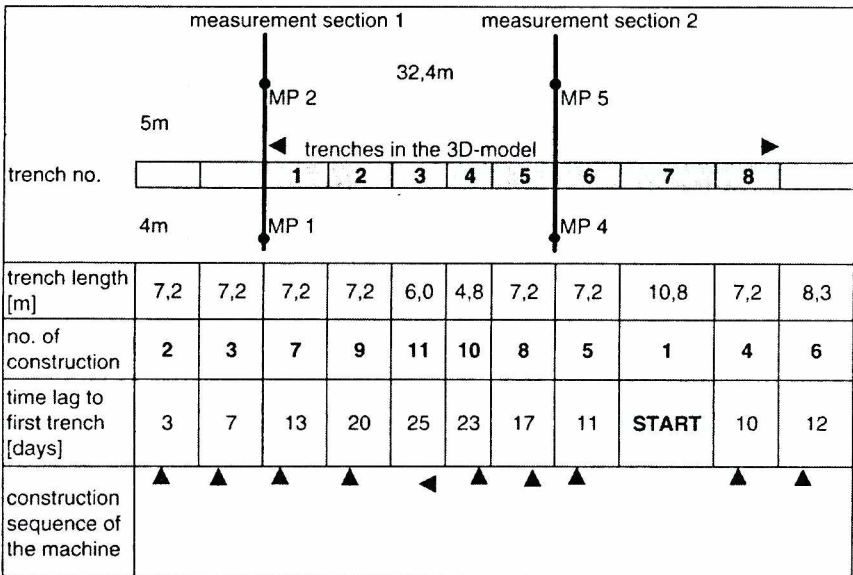 measurement section 1 measurement section 2
32,4m
MP 2 MP 5
5m
trenches in the 3D-model
trench no. 1 2 3 4 5 6 7 8
4m MP 1 MP 4
trench length
[m]
7,2 7,2 7,2 7,2 6,0 4,8 7,2 7,2 10,8 7,2 8,3
no. of
construction
2 3 7 9 11 10 8 5 1 4 6
time lag to
first trench
[days]
3 7 13 20 25 23 17 11 START 10 12
construction
sequence of
the machine